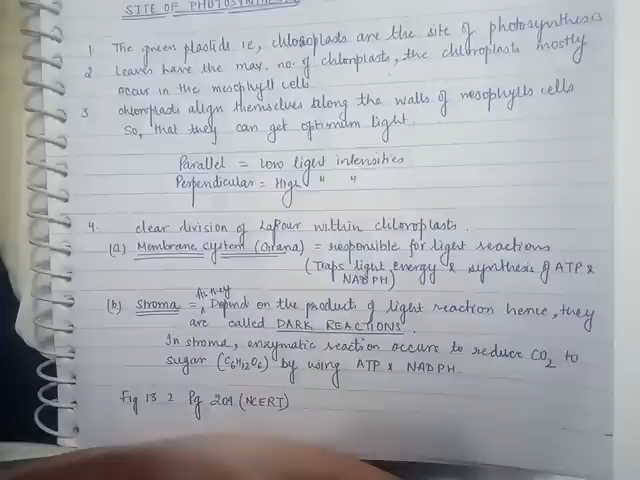 SITE OF PHOTOSYNTHESIS
1 The green plastids ie, chloroplasts are the site of photosynthesis
2 Leaves have the max. no. of chloroplasts, the chloroplasts mostly
occur in the mesophyll cells
3 chloroplasts align themselves along the walls of mesophylls cells
so, that they can get optimum light.
Parallel = Low light intensities
Perpendicular = High " "
4. clear division of Labour within chloroplasts.
(a) Membrane system (Grana) = responsible for light reactions
(Traps light energy & synthesis of ATP &
NADPH)
(b) Stroma = As they Depend on the products of light reaction hence, they
are called DARK REACTIONS.
In stroma, enzymatic reaction occurs to reduce CO2 to
sugar (C6H12O6) by using ATP & NADPH.
Fig 13.2 Pg 209 (NCERT)